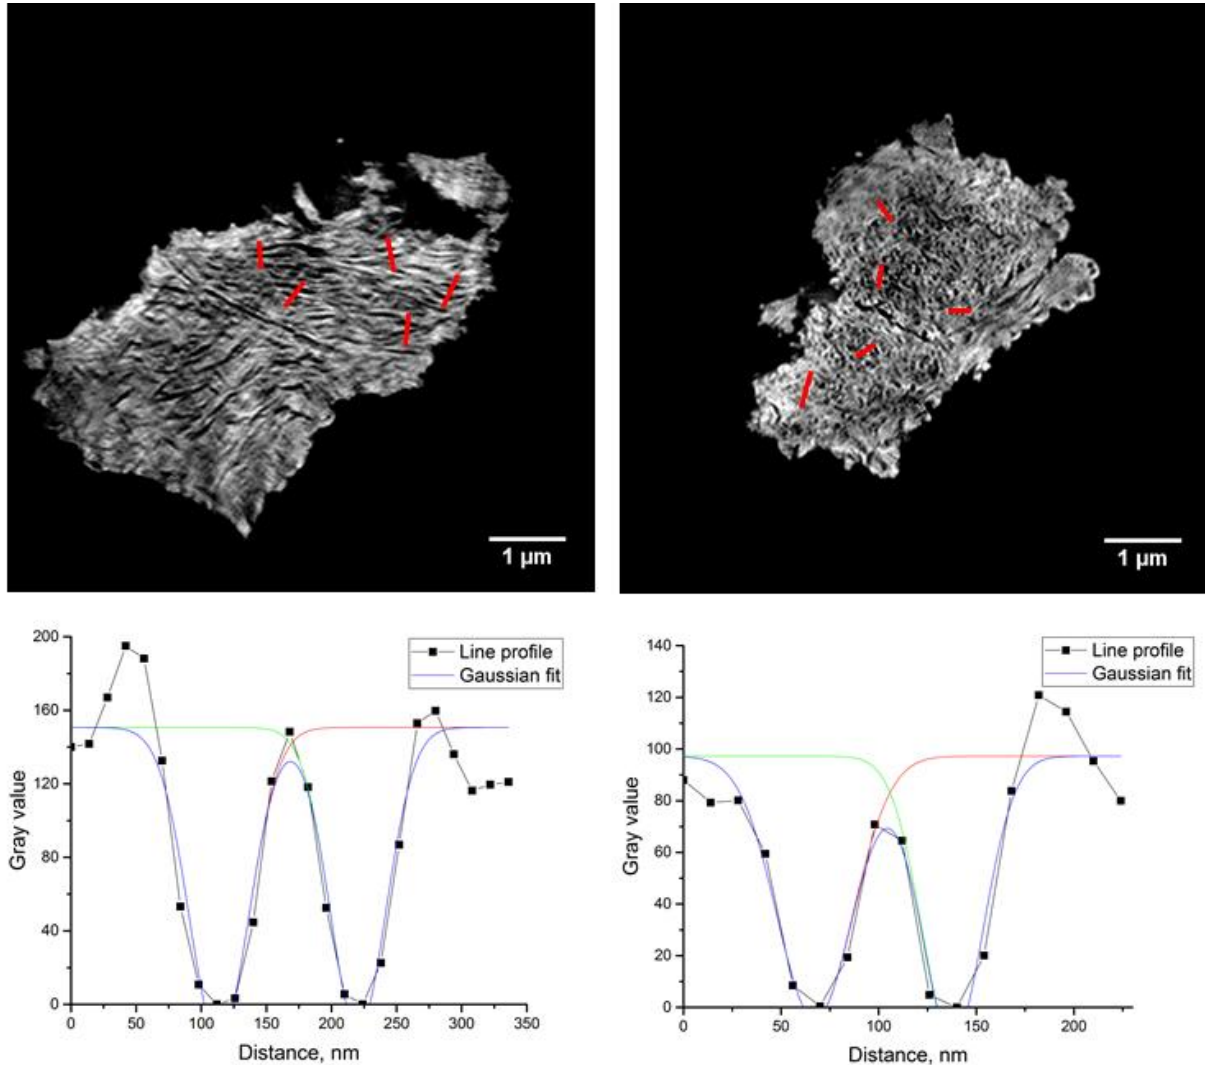 1 µm
1 µm
Line profile
Gaussian fit
200
160
120
80
40
0
Gray value
0
50
100
150
200
250
300
350
Distance, nm
Line profile
Gaussian fit
140
120
100
80
60
40
20
0
Gray value
0
50
100
150
200
Distance, nm